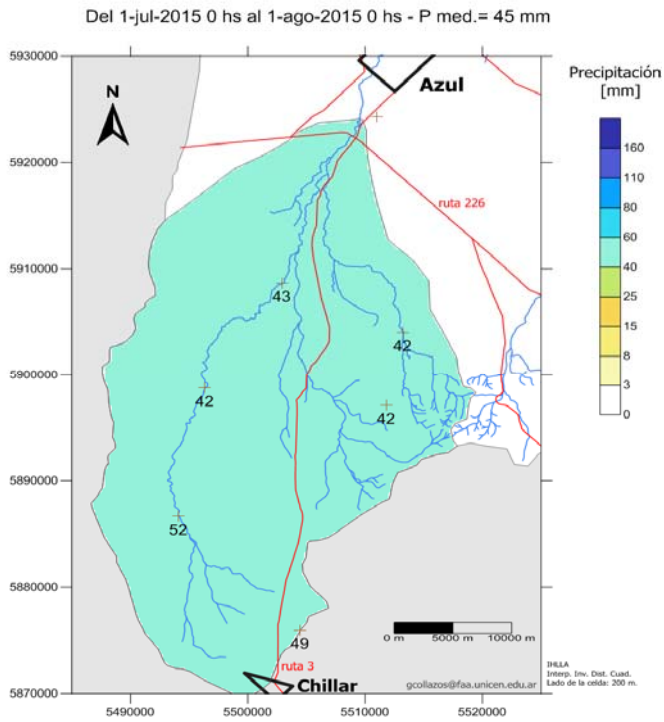 Del 1-jul-2015 0 hs al 1-ago-2015 0 hs - P med.= 45 mm
5930000
5920000
5910000
5900000
5890000
5880000
5870000
N
Azul
ruta 226
43
42
42
42
52
49
ruta 3
Chillar
0 m 5000 m 10000 m
gcollazos@faa.unicen.edu.ar
5490000 5500000 5510000 5520000
Precipitación
[mm]
160
110
80
60
40
25
15
8
3
0
IHLLA
Interp. Inv. Dist. Cuad.
Lado de la celda: 200 m.